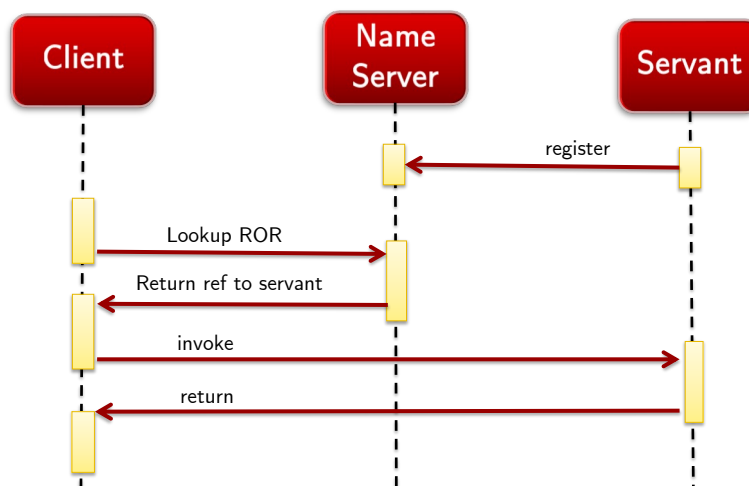 Client
Name
Server
Servant
register
Lookup ROR
Return ref to servant
invoke
return